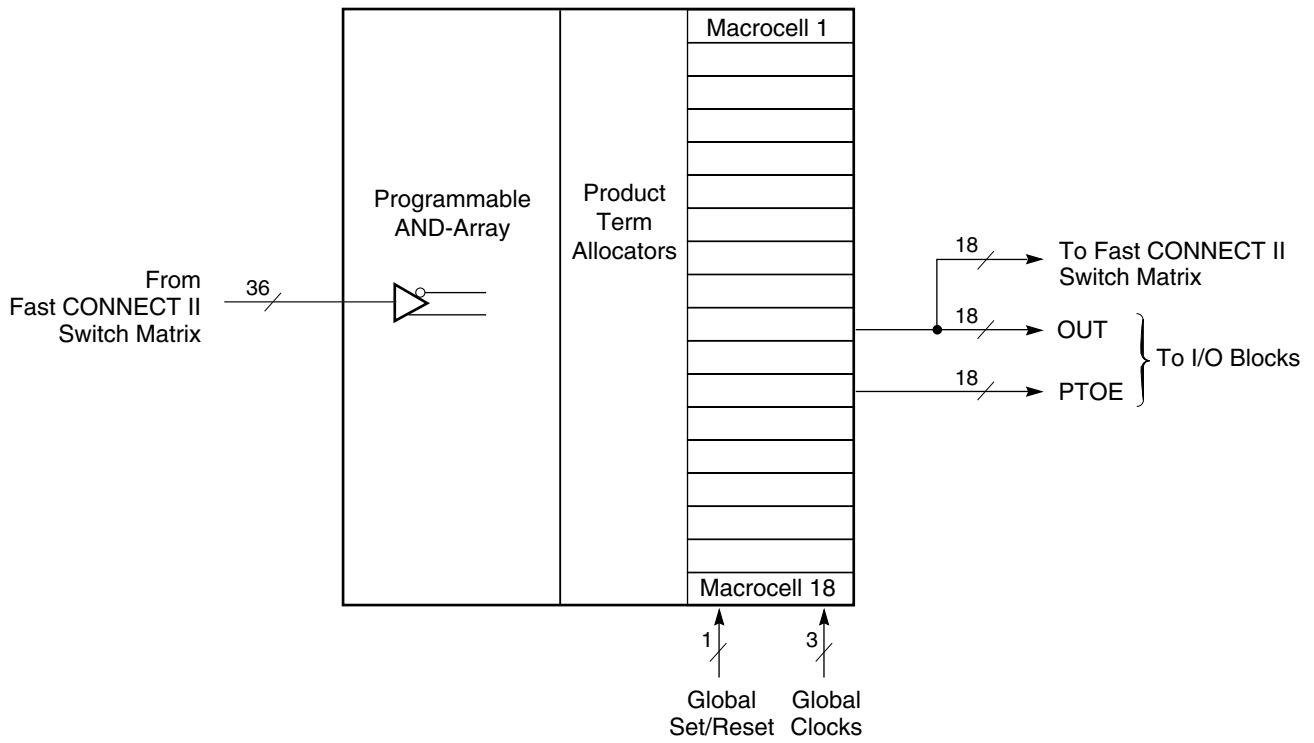 Macrocell 1
Programmable
AND-Array
Product
Term
Allocators
From
Fast CONNECT II
Switch Matrix
36
18
To Fast CONNECT II
Switch Matrix
18
OUT
To I/O Blocks
18
PTOE
Macrocell 18
1
3
Global
Set/Reset
Global
Clocks